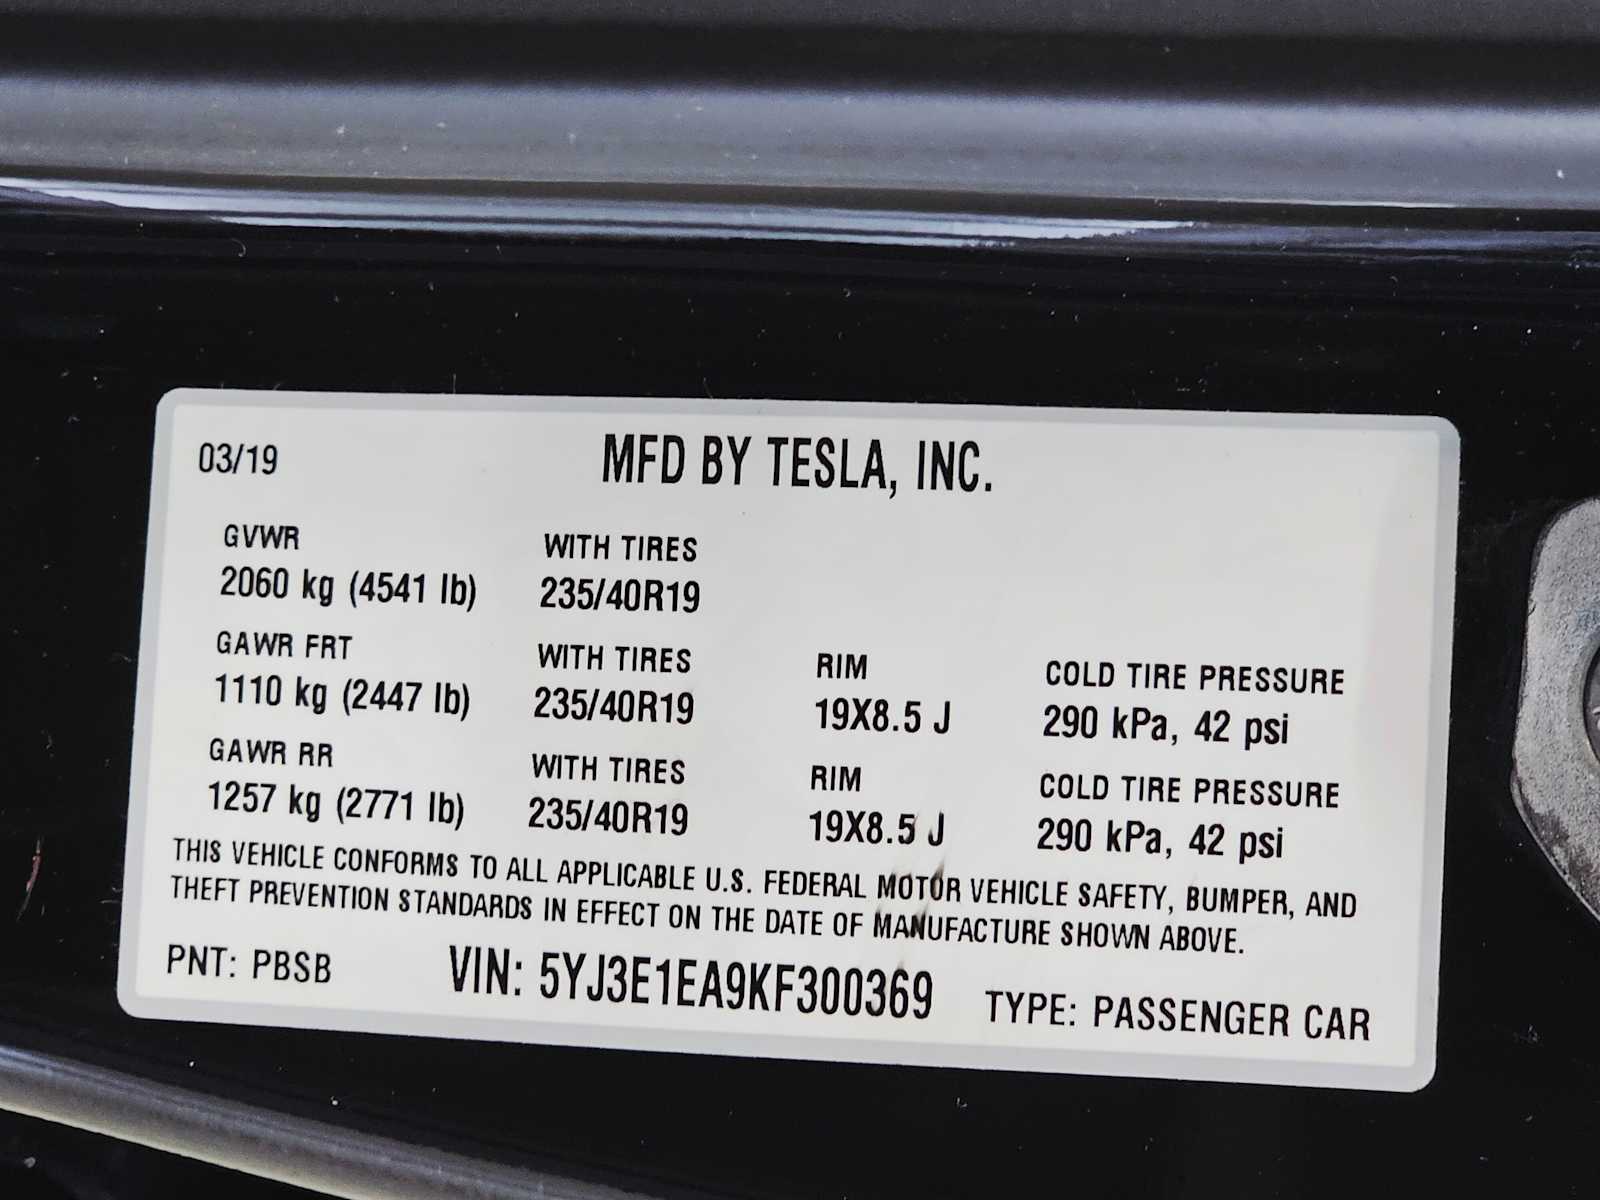 03/19 MFD BY TESLA, INC.
GVWR WITH TIRES
2060 kg (4541 lb) 235/40R19
GAWR FRT WITH TIRES RIM COLD TIRE PRESSURE
1110 kg (2447 lb) 235/40R19 19X8.5 J 290 kPa, 42 psi
GAWR RR WITH TIRES RIM COLD TIRE PRESSURE
1257 kg (2771 lb) 235/40R19 19X8.5 J 290 kPa, 42 psi
THIS VEHICLE CONFORMS TO ALL APPLICABLE U.S. FEDERAL MOTOR VEHICLE SAFETY, BUMPER, AND
THEFT PREVENTION STANDARDS IN EFFECT ON THE DATE OF MANUFACTURE SHOWN ABOVE.
PNT: PBSB VIN: 5YJ3E1EA9KF300369 TYPE: PASSENGER CAR